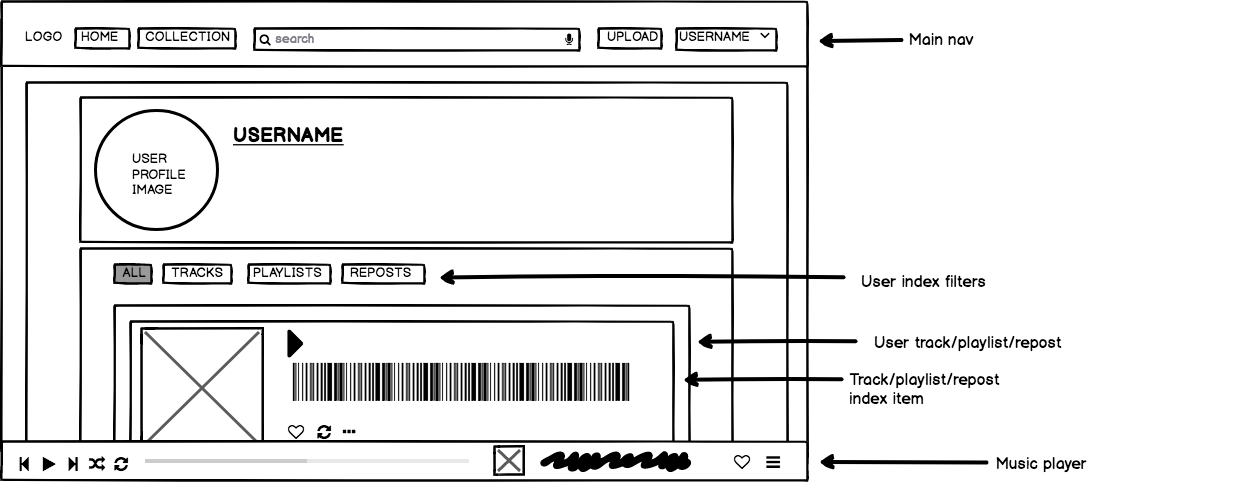 LOGO HOME COLLECTION search UPLOAD USERNAME
Main nav
USERNAME
USER
PROFILE
IMAGE
ALL TRACKS PLAYLISTS REPOSTS
User index filters
User track/playlist/repost
Track/playlist/repost
index item
Music player